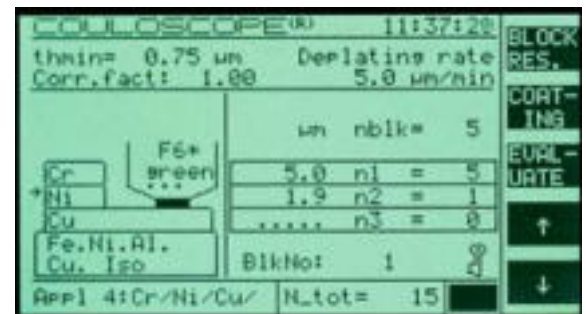 COULOSCOPE(R) 11:37:28
thmin= 0.75 µm Deplating rate
Corr.fact: 1.00 5.0 µm/min
µm nblk= 5
F6*
green
...
Cr
Ni
Cu
Fe.Ni.Al.
Cu. Iso
5.0 n1 = 5
1.9 n2 = 1
..... n3 = 0
BlkNo: 1
Appl 4:Cr/Ni/Cu/ N_tot= 15
BLOCK
RES.
COAT-
ING
EVAL-
UATE
↑
↓